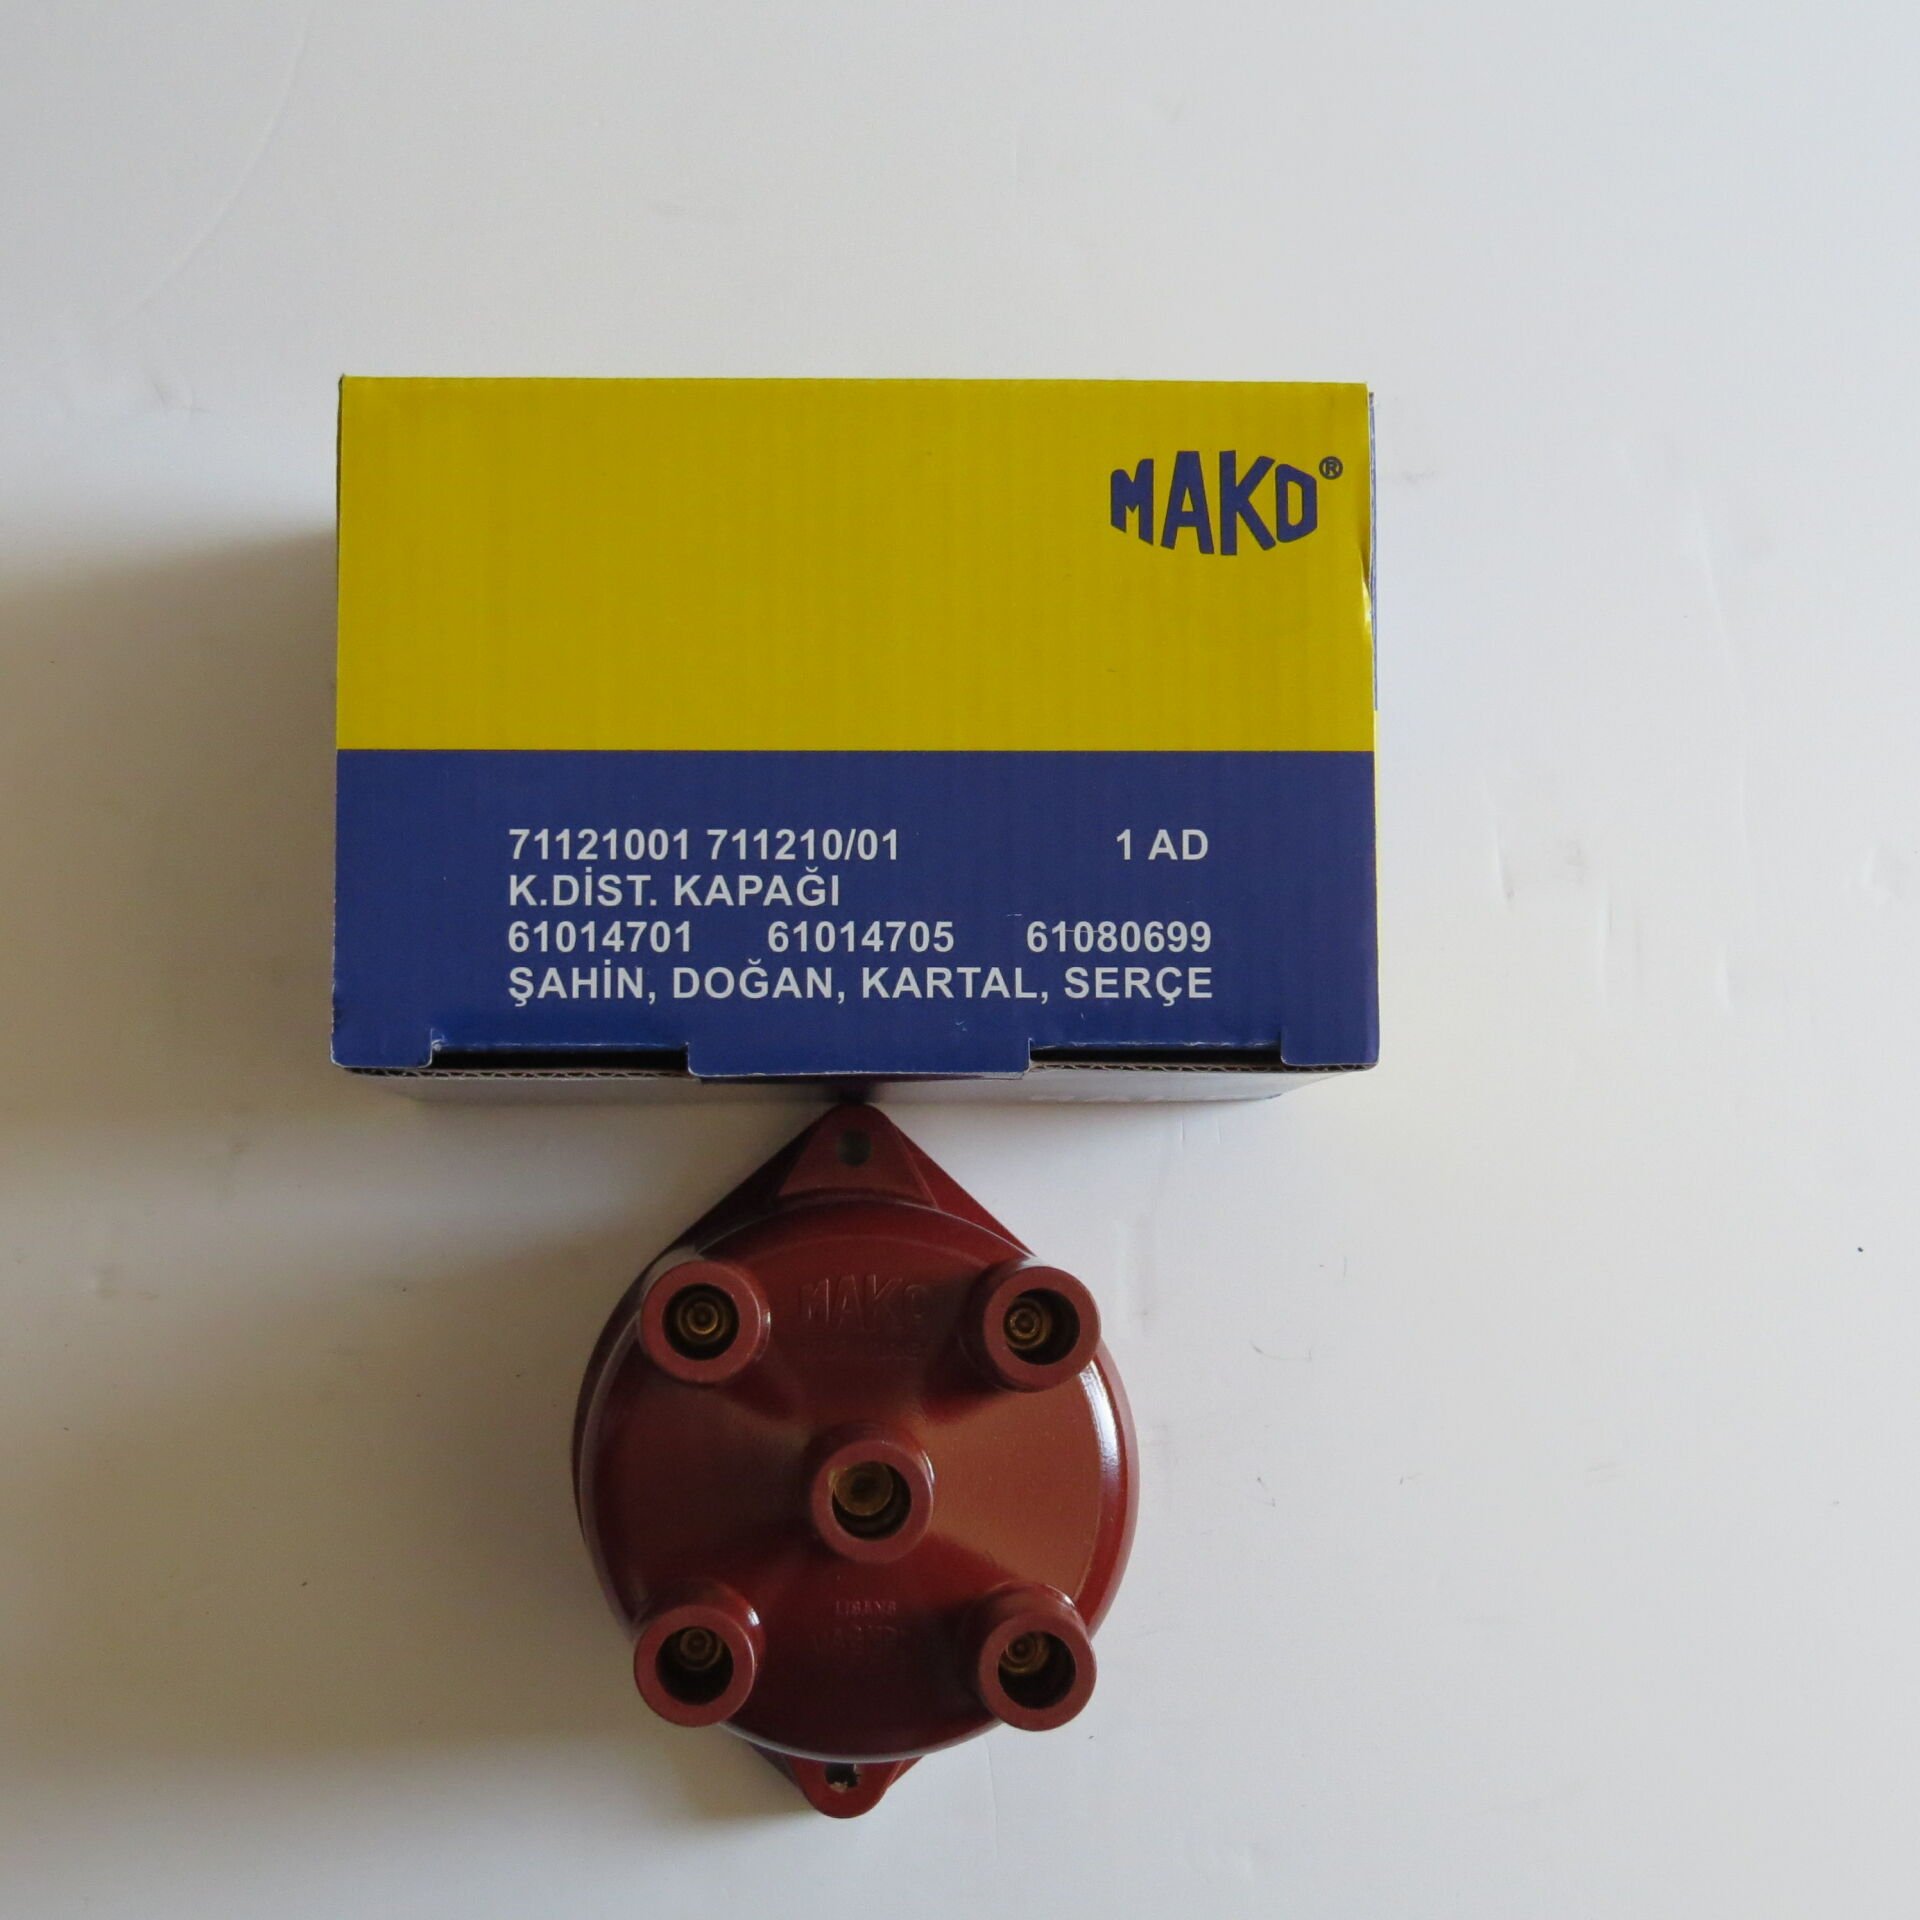 MAKO®
71121001 711210/01 1 AD
K.DİST. KAPAĞI
61014701 61014705 61080699
ŞAHİN, DOĞAN, KARTAL, SERÇE
MAKO